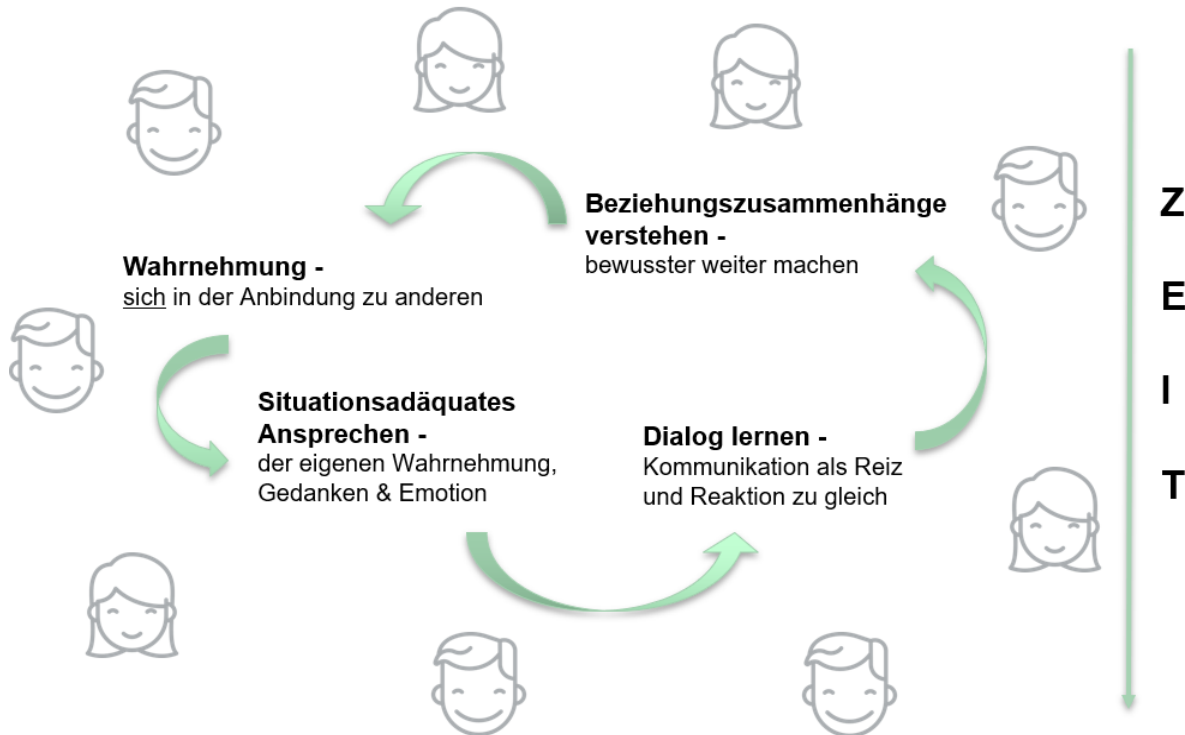 Beziehungszusammenhänge
verstehen -
bewusster weiter machen
Wahrnehmung -
sich in der Anbindung zu anderen
Situationsadäquates
Ansprechen -
der eigenen Wahrnehmung,
Gedanken & Emotion
Dialog lernen -
Kommunikation als Reiz
und Reaktion zu gleich
Z
E
I
T